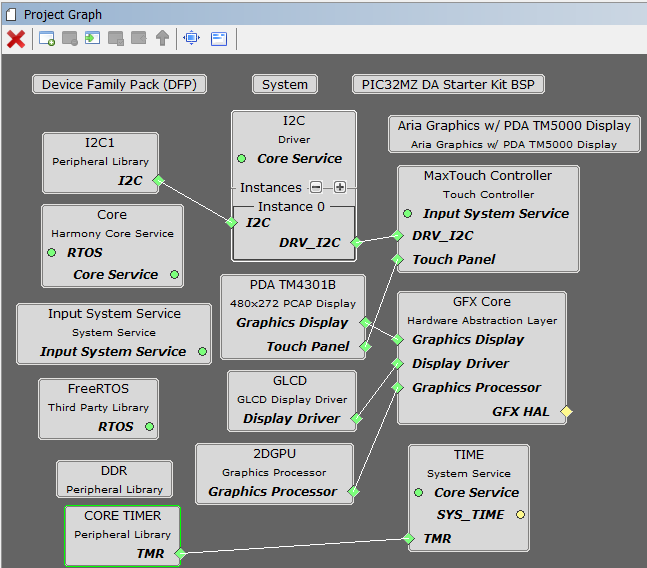 Project Graph
Device Family Pack (DFP)
System
PIC32MZ DA Starter Kit BSP
I2C1
Peripheral Library
I2C
I2C
Driver
Core Service
Instances
Instance 0
I2C
DRV_I2C
Aria Graphics w/ PDA TM5000 Display
Aria Graphics w/ PDA TM5000 Display
MaxTouch Controller
Touch Controller
Input System Service
DRV_I2C
Touch Panel
Core
Harmony Core Service
RTOS
Core Service
PDA TM4301B
480x272 PCAP Display
Graphics Display
Touch Panel
GFX Core
Hardware Abstraction Layer
Graphics Display
Display Driver
Graphics Processor
GFX HAL
Input System Service
System Service
Input System Service
FreeRTOS
Third Party Library
RTOS
GLCD
GLCD Display Driver
Display Driver
2DGPU
Graphics Processor
Graphics Processor
TIME
System Service
Core Service
SYS_TIME
TMR
DDR
Peripheral Library
CORE TIMER
Peripheral Library
TMR